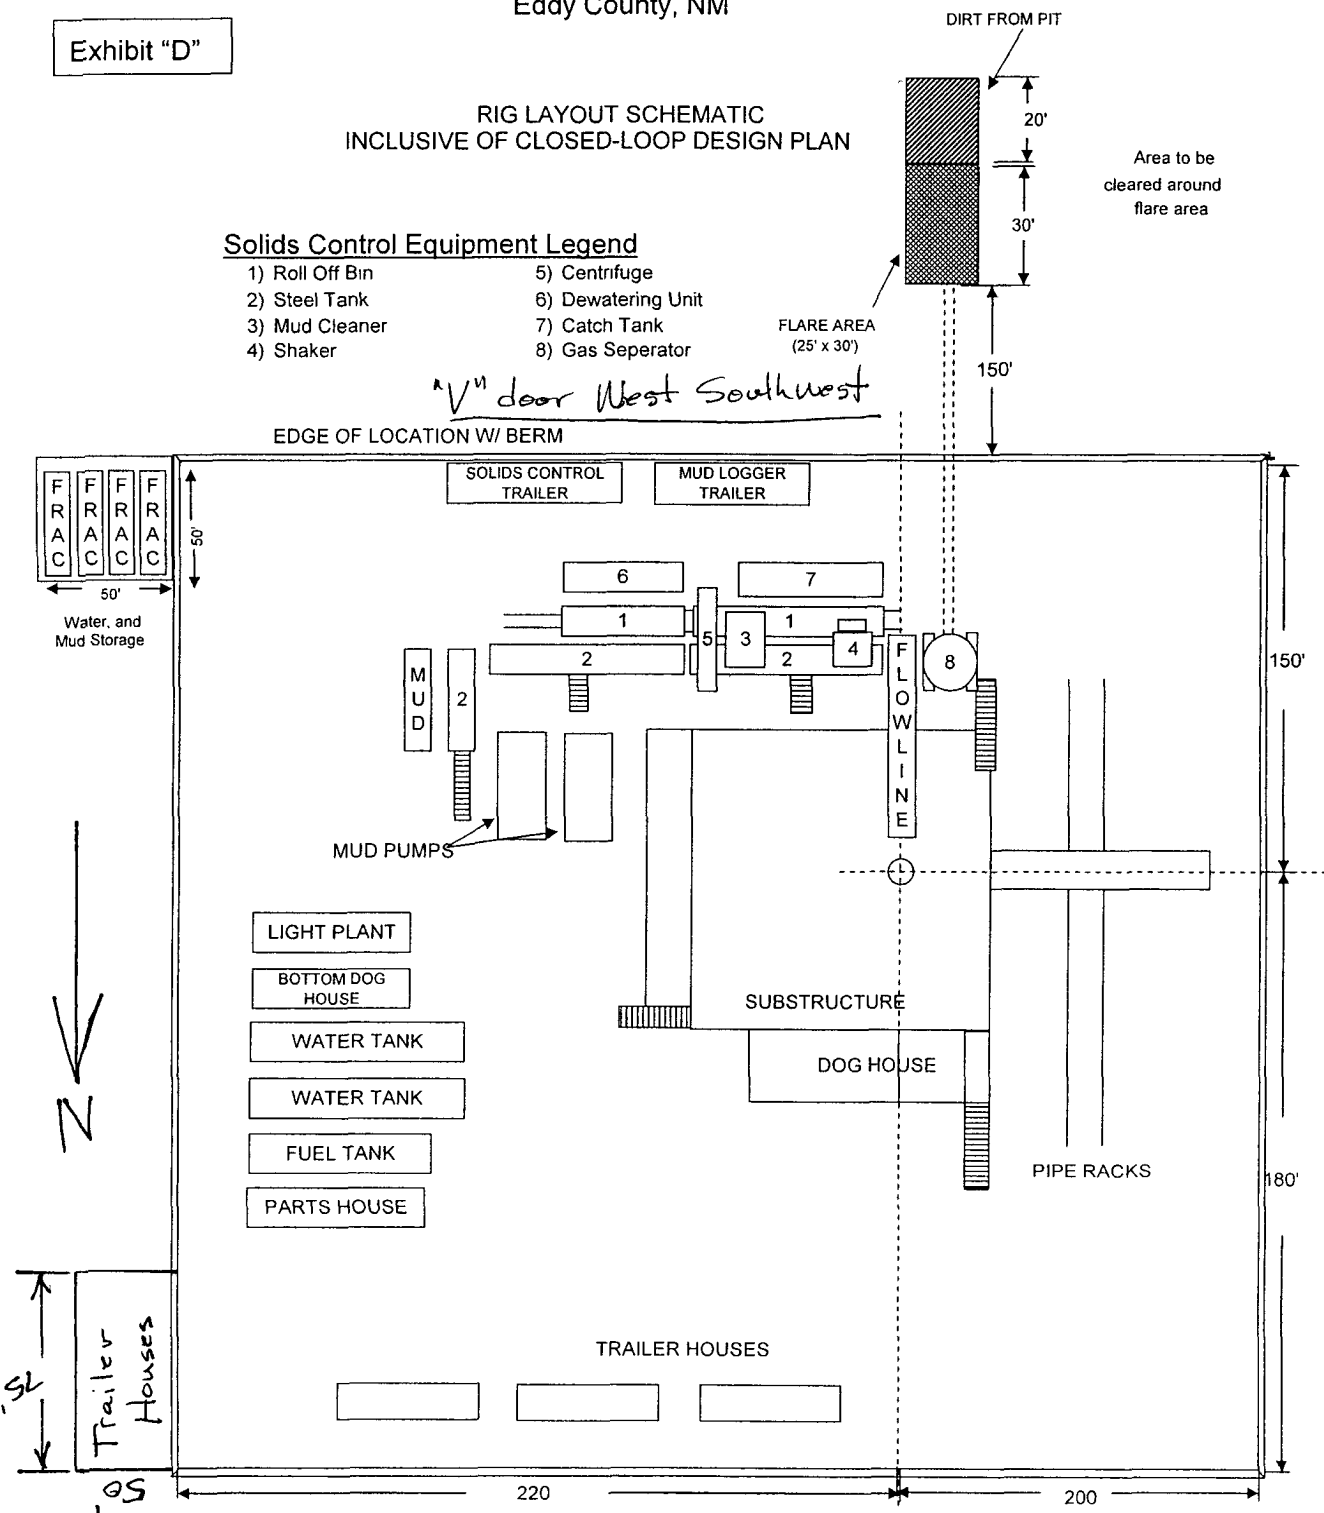 Eddy County, NM
DIRT FROM PIT
Exhibit “D”
RIG LAYOUT SCHEMATIC
INCLUSIVE OF CLOSED-LOOP DESIGN PLAN
20'
Area to be
cleared around
flare area
30'
Solids Control Equipment Legend
1) Roll Off Bin
2) Steel Tank
3) Mud Cleaner
4) Shaker
5) Centrifuge
6) Dewatering Unit
7) Catch Tank
8) Gas Seperator
FLARE AREA
(25' x 30')
150'
"V" door West Southwest
EDGE OF LOCATION W/ BERM
SOLIDS CONTROL
TRAILER
MUD LOGGER
TRAILER
FRAC
FRAC
FRAC
FRAC
50'
50'
Water, and
Mud Storage
6
7
1
1
5
3
4
2
2
8
FLOWLINE
MUD
2
150'
MUD PUMPS
LIGHT PLANT
BOTTOM DOG
HOUSE
WATER TANK
WATER TANK
FUEL TANK
PARTS HOUSE
SUBSTRUCTURE
DOG HOUSE
PIPE RACKS
180'
N
Trailer
Houses
75'
50'
TRAILER HOUSES
220
200